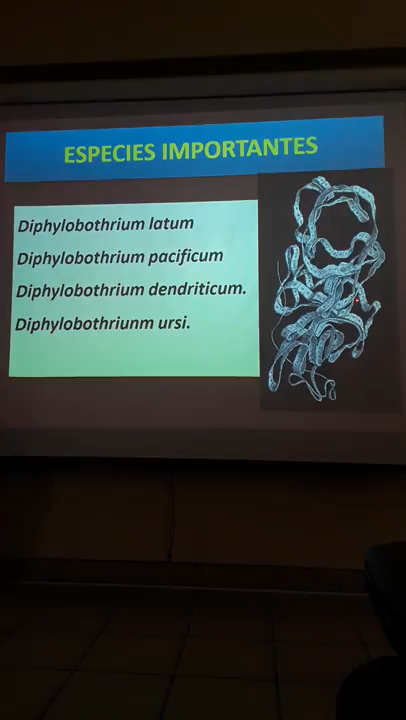 ESPECIES IMPORTANTES
Diphylobothrium latum
Diphylobothrium pacificum
Diphylobothrium dendriticum.
Diphylobothriunm ursi.